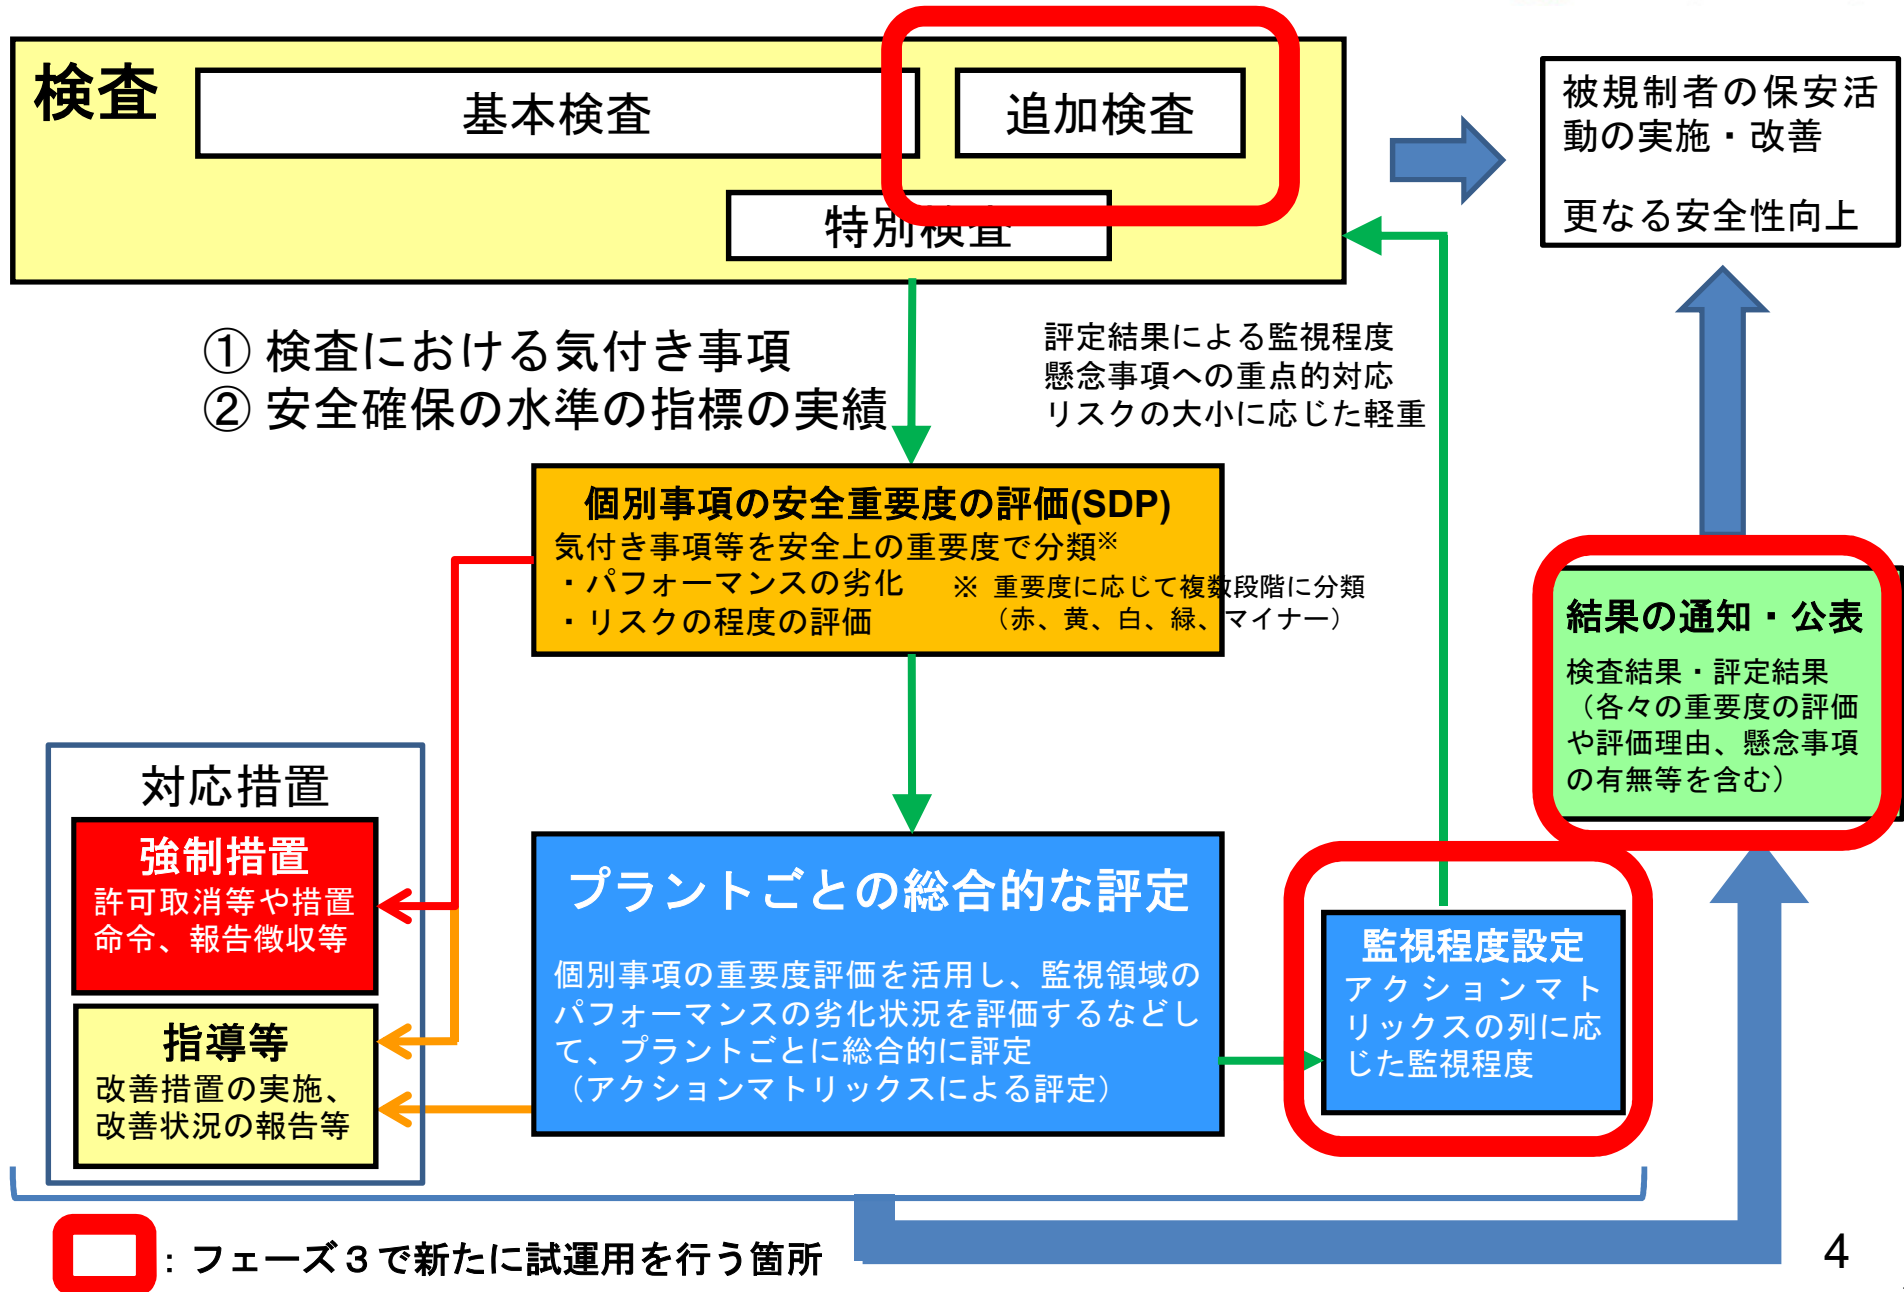 検査
基本検査
追加検査
特別検査
被規制者の保安活
動の実施・改善
更なる安全性向上
① 検査における気付き事項
② 安全確保の水準の指標の実績
評定結果による監視程度
懸念事項への重点的対応
リスクの大小に応じた軽重
個別事項の安全重要度の評価(SDP)
気付き事項等を安全上の重要度で分類※
・パフォーマンスの劣化
・リスクの程度の評価
※ 重要度に応じて複数段階に分類
（赤、黄、白、緑、マイナー）
結果の通知・公表
検査結果・評定結果
（各々の重要度の評価
や評価理由、懸念事項
の有無等を含む）
対応措置
強制措置
許可取消等や措置
命令、報告徴収等
指導等
改善措置の実施、
改善状況の報告等
プラントごとの総合的な評定
個別事項の重要度評価を活用し、監視領域の
パフォーマンスの劣化状況を評価するなどし
て、プラントごとに総合的に評定
（アクションマトリックスによる評定）
監視程度設定
アクションマト
リックスの列に応
じた監視程度
：フェーズ３で新たに試運用を行う箇所
4